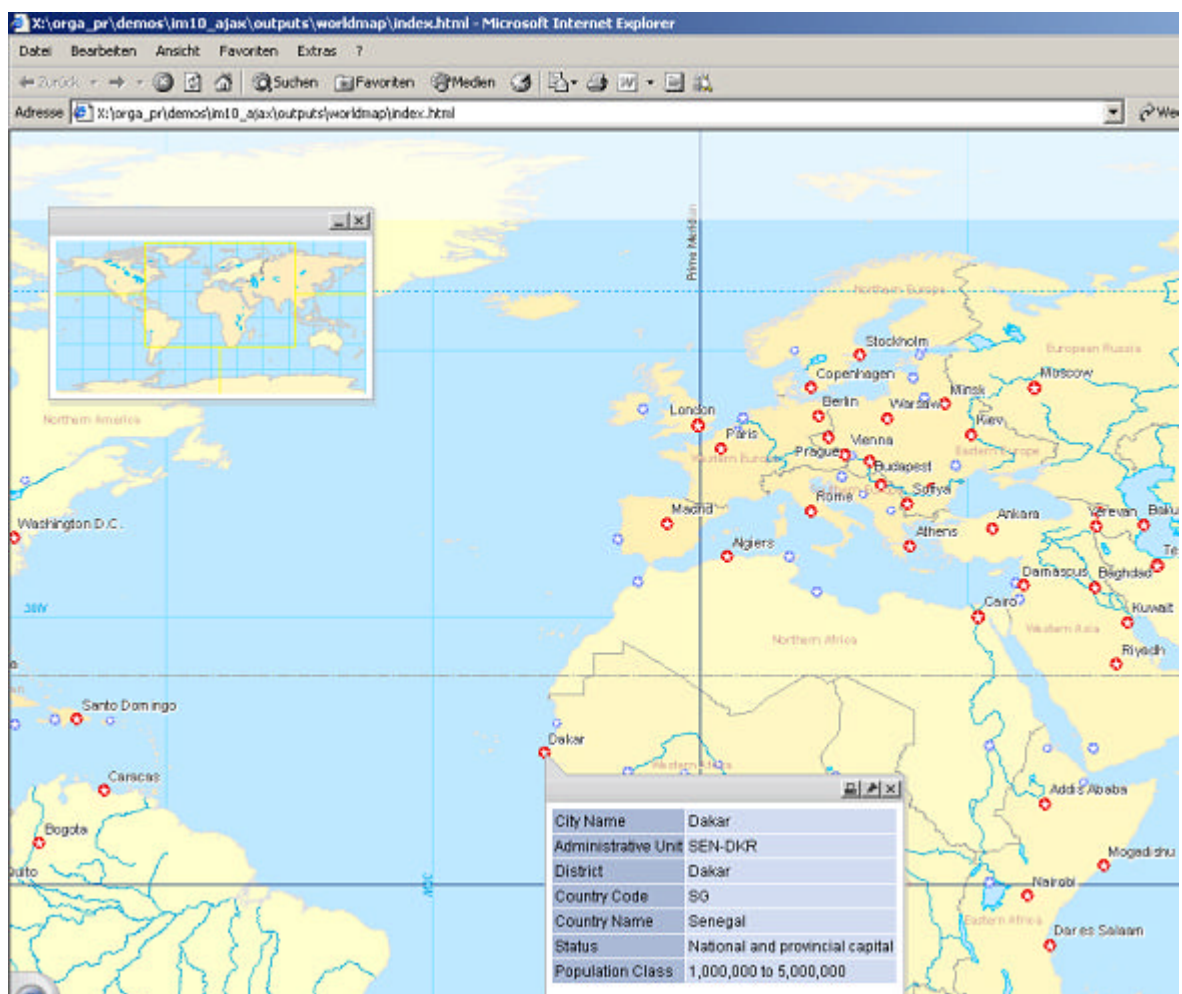 X:\orga_pr\demos\im10_ajax\outputs\worldmap\index.html - Microsoft Internet Explorer
Datei Bearbeiten Ansicht Favoriten Extras ?
Zurück Suchen Favoriten Medien
Adresse X:\orga_pr\demos\im10_ajax\outputs\worldmap\index.html
Prime Meridian
Northern Europe
Stockholm
European Russia
Copenhagen
Moscow
Minsk
Berlin
Warsaw
London
Northern America
Kiev
Paris
Vienna
Prague
Western Europe
Eastern Europe
Budapest
Southern Europe
Sofiya
Rome
Madrid
Ankara
Yerevan
Baku
Washington D.C.
Athens
Algiers
Damascus
Baghdad
Cairo
Kuwait
Western Asia
Northern Africa
Riyadh
Santo Domingo
Dakar
Western Africa
Caracas
Addis Ababa
Bogota
Mogadishu
Nairobi
Eastern Africa
Dar es Salaam
City Name Dakar
Administrative Unit SEN-DKR
District Dakar
Country Code SG
Country Name Senegal
Status National and provincial capital
Population Class 1,000,000 to 5,000,000